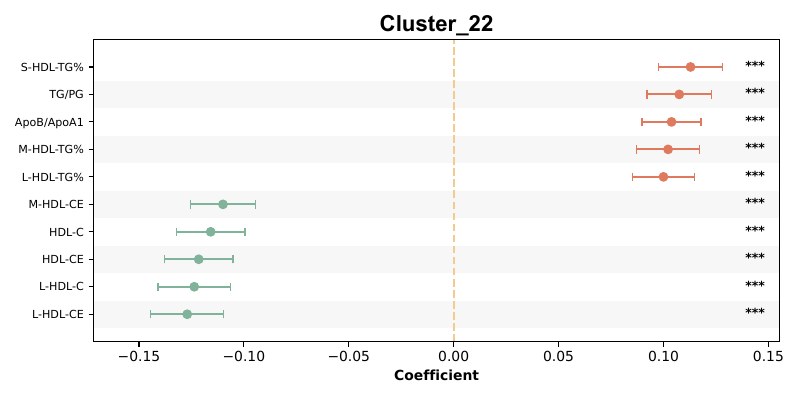 Cluster_22
S-HDL-TG% ***
TG/PG ***
ApoB/ApoA1 ***
M-HDL-TG% ***
L-HDL-TG% ***
M-HDL-CE ***
HDL-C ***
HDL-CE ***
L-HDL-C ***
L-HDL-CE ***
−0.15 −0.10 −0.05 0.00 0.05 0.10 0.15
Coefficient